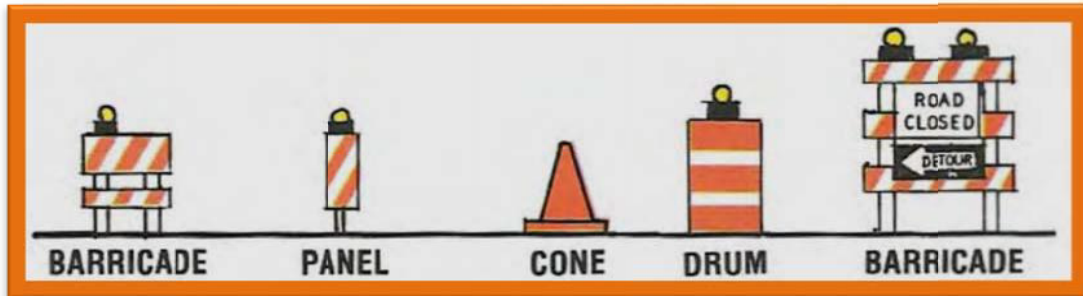 ROAD
CLOSED
DETOUR
BARRICADE
PANEL
CONE
DRUM
BARRICADE